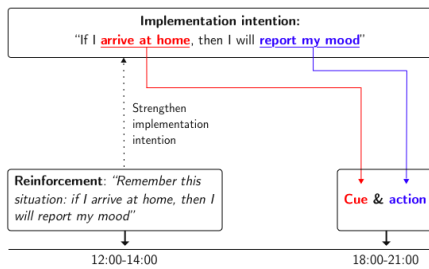 Implementation intention:
“If I arrive at home, then I will report my mood”
Strengthen
implementation
intention
Reinforcement: “Remember this
situation: if I arrive at home, then I
will report my mood”
Cue & action
12:00-14:00
18:00-21:00